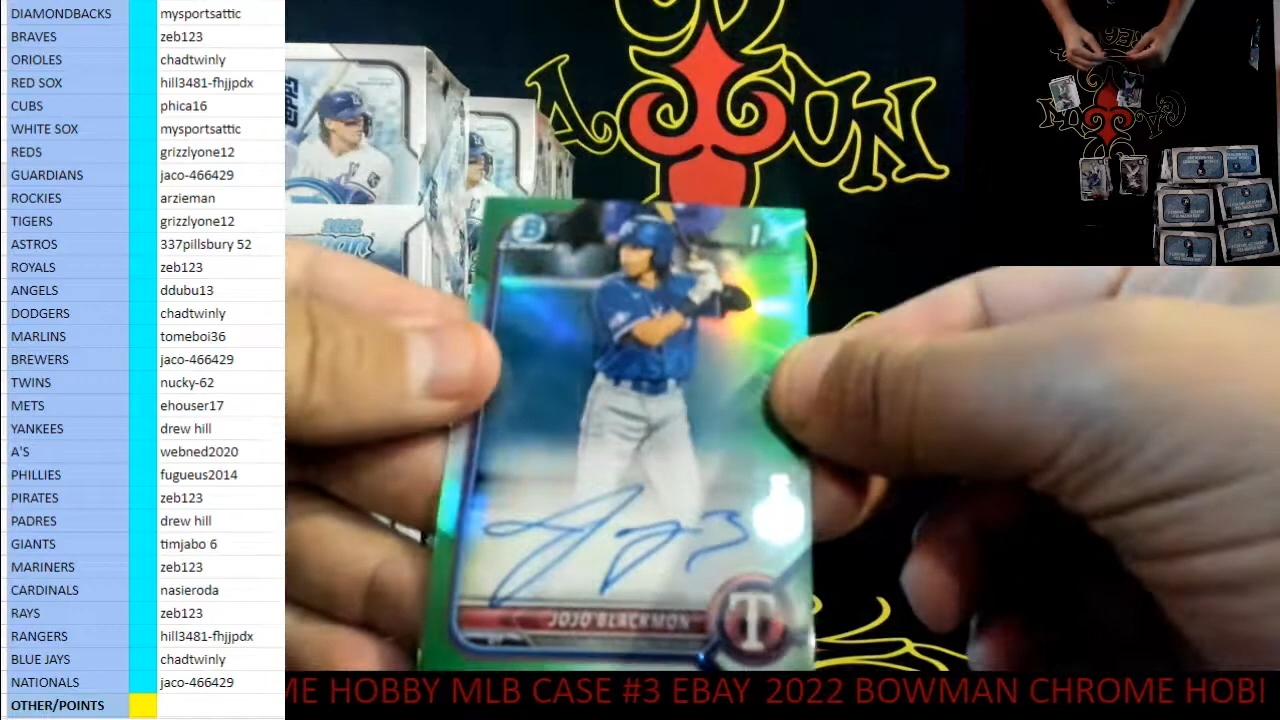 DIAMONDBACKS mysportsattic
BRAVES zeb123
ORIOLES chadtwinly
RED SOX hill3481-fhjjpdx
CUBS phica16
WHITE SOX mysportsattic
REDS grizzlyone12
GUARDIANS jaco-466429
ROCKIES arzieman
TIGERS grizzlyone12
ASTROS 337pillsbury 52
ROYALS zeb123
ANGELS ddubu13
DODGERS chadtwinly
MARLINS tomeboi36
BREWERS jaco-466429
TWINS nucky-62
METS ehouser17
YANKEES drew hill
A'S webned2020
PHILLIES fugueus2014
PIRATES zeb123
PADRES drew hill
GIANTS timjabo 6
MARINERS zeb123
CARDINALS nasieroda
RAYS zeb123
RANGERS hill3481-fhjjpdx
BLUE JAYS chadtwinly
NATIONALS jaco-466429
OTHER/POINTS
2022
B
JOJO BLACKMON
T
ME HOBBY MLB CASE #3 EBAY 2022 BOWMAN CHROME HOBI